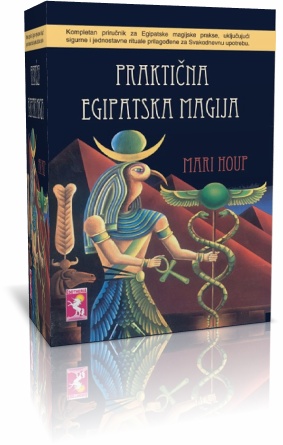 Kompletan priručnik za Egipatske magijske prakse, uključujući
sigurne i jednostavne rituale prilagođene za Svakodnevnu upotrebu.
PRAKTIČNA
EGIPATSKA MAGIJA
MARI HOUP